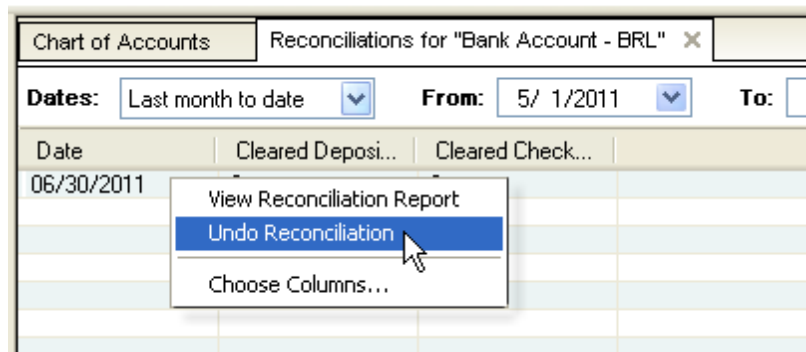 Chart of Accounts Reconciliations for "Bank Account - BRL"
Dates: Last month to date From: 5/ 1/2011 To:
Date Cleared Deposi... Cleared Check...
06/30/2011
View Reconciliation Report
Undo Reconciliation
Choose Columns...